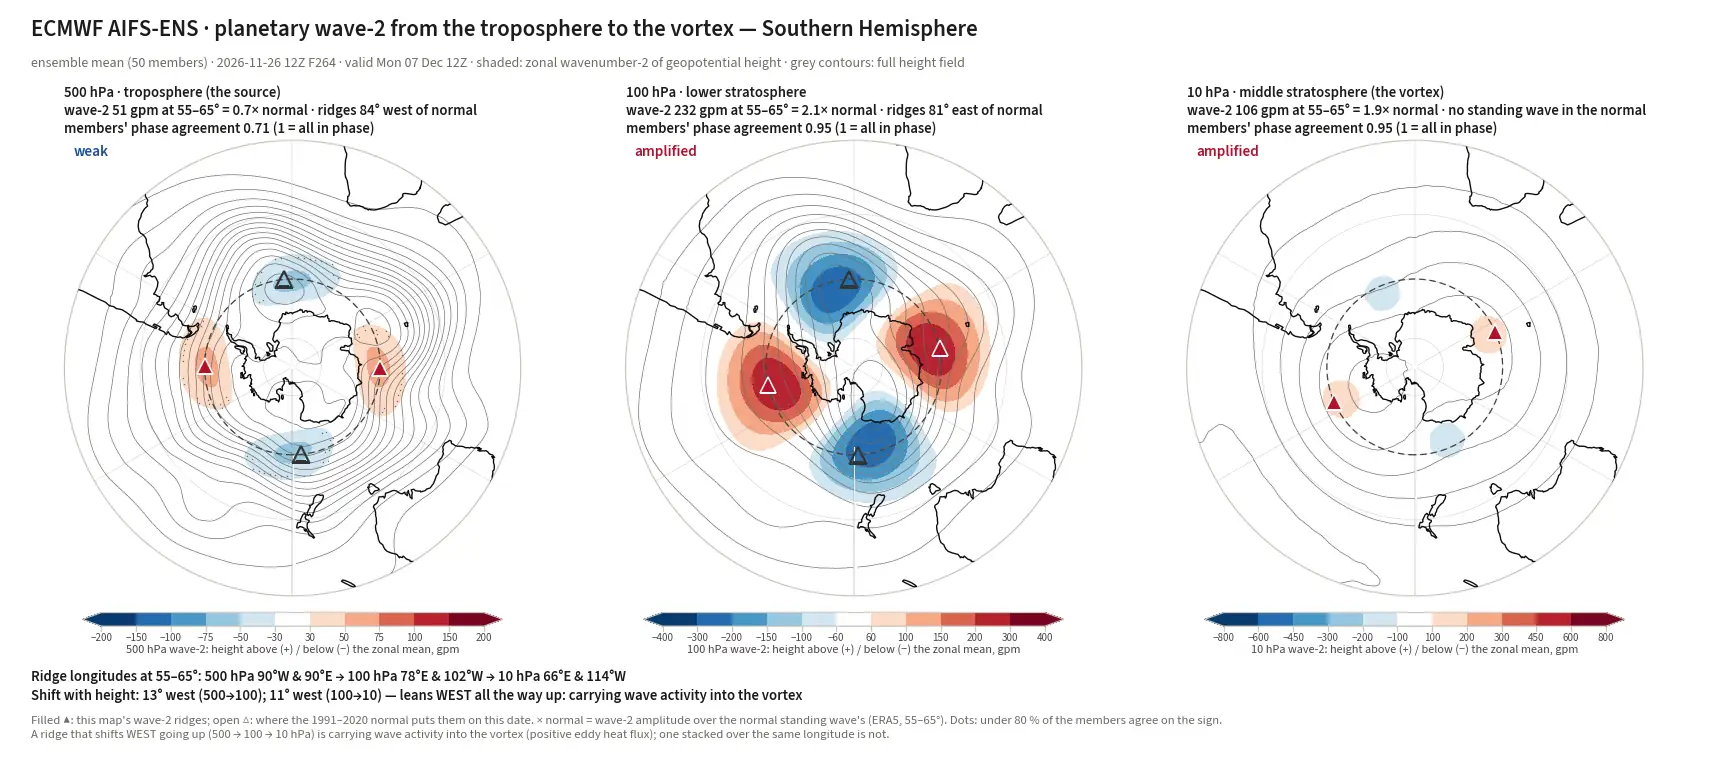 ECMWF AIFS-ENS · planetary wave-2 from the troposphere to the vortex — Southern Hemisphere
ensemble mean (50 members) · 2026-11-26 12Z F264 · valid Mon 07 Dec 12Z · shaded: zonal wavenumber-2 of geopotential height · grey contours: full height field
500 hPa · troposphere (the source)
wave-2 51 gpm at 55–65° = 0.7× normal · ridges 84° west of normal
members' phase agreement 0.71 (1 = all in phase)
weak
100 hPa · lower stratosphere
wave-2 232 gpm at 55–65° = 2.1× normal · ridges 81° east of normal
members' phase agreement 0.95 (1 = all in phase)
amplified
10 hPa · middle stratosphere (the vortex)
wave-2 106 gpm at 55–65° = 1.9× normal · no standing wave in the normal
members' phase agreement 0.95 (1 = all in phase)
amplified
−200 −150 −100 −75 −50 −30 30 50 75 100 150 200
500 hPa wave-2: height above (+) / below (−) the zonal mean, gpm
−400 −300 −200 −150 −100 −60 60 100 150 200 300 400
100 hPa wave-2: height above (+) / below (−) the zonal mean, gpm
−800 −600 −450 −300 −200 −100 100 200 300 450 600 800
10 hPa wave-2: height above (+) / below (−) the zonal mean, gpm
Ridge longitudes at 55–65°: 500 hPa 90°W & 90°E → 100 hPa 78°E & 102°W → 10 hPa 66°E & 114°W
Shift with height: 13° west (500→100); 11° west (100→10) — leans WEST all the way up: carrying wave activity into the vortex
Filled ▲: this map's wave-2 ridges; open △: where the 1991–2020 normal puts them on this date. × normal = wave-2 amplitude over the normal standing wave's (ERA5, 55–65°). Dots: under 80 % of the members agree on the sign.
A ridge that shifts WEST going up (500 → 100 → 10 hPa) is carrying wave activity into the vortex (positive eddy heat flux); one stacked over the same longitude is not.